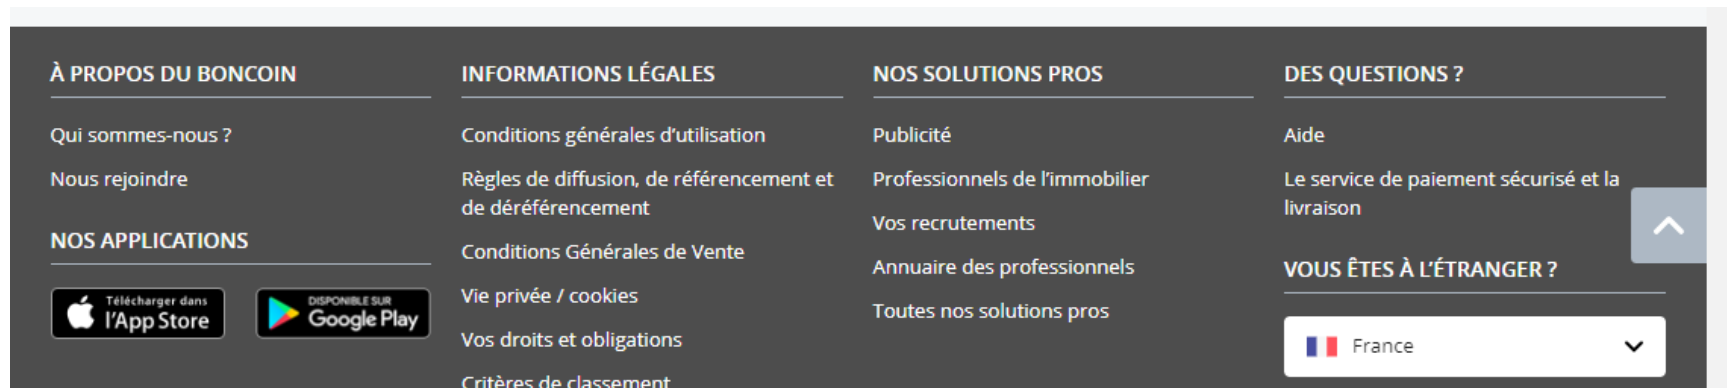 À PROPOS DU BONCOIN
Qui sommes-nous ?
Nous rejoindre
NOS APPLICATIONS
Télécharger dans
l'App Store
DISPONIBLE SUR
Google Play
INFORMATIONS LÉGALES
Conditions générales d'utilisation
Règles de diffusion, de référencement et
de déréférencement
Conditions Générales de Vente
Vie privée / cookies
Vos droits et obligations
Critères de classement
NOS SOLUTIONS PROS
Publicité
Professionnels de l'immobilier
Vos recrutements
Annuaire des professionnels
Toutes nos solutions pros
DES QUESTIONS ?
Aide
Le service de paiement sécurisé et la
livraison
VOUS ÊTES À L'ÉTRANGER ?
France